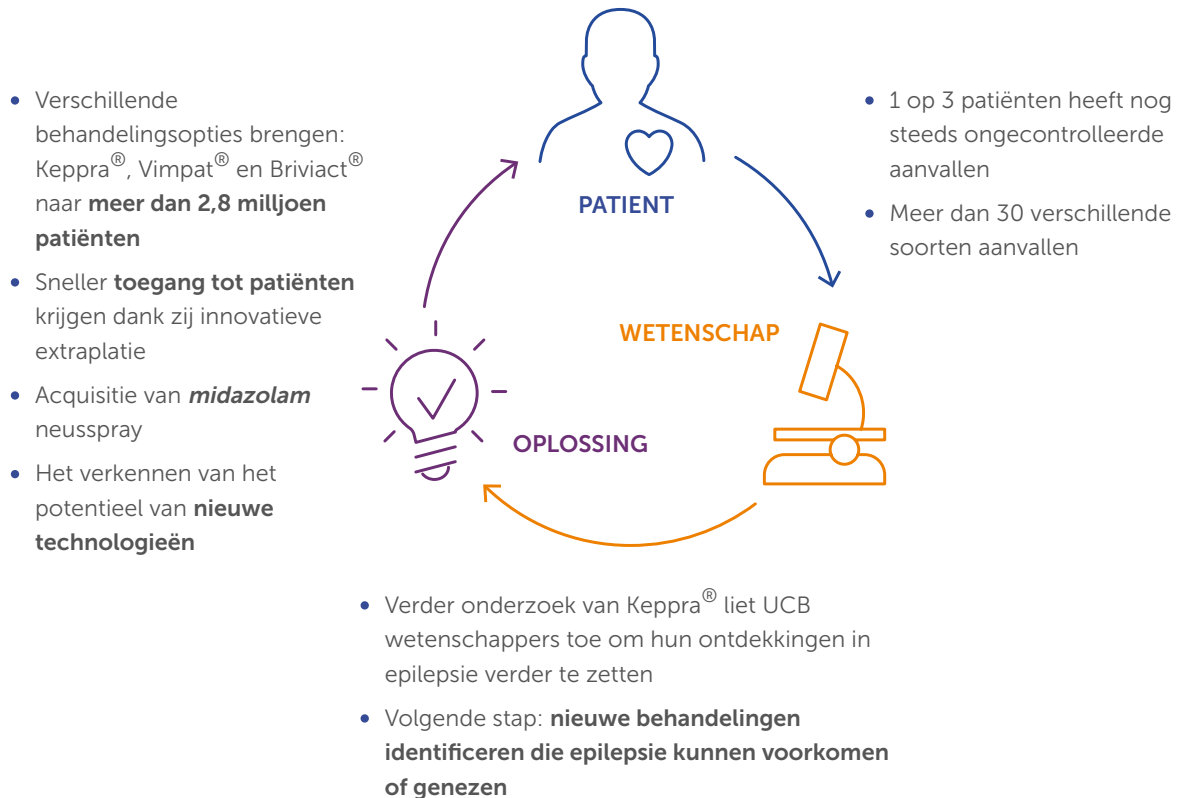 PATIENT
• 1 op 3 patiënten heeft nog
steeds ongecontroleerde
aanvallen
• Meer dan 30 verschillende
soorten aanvallen
WETENSCHAP
• Verder onderzoek van Keppra® liet UCB
wetenschappers toe om hun ontdekkingen in
epilepsie verder te zetten
• Volgende stap: nieuwe behandelingen
identificeren die epilepsie kunnen voorkomen
of genezen
OPLOSSING
• Verschillende
behandelingsopties brengen:
Keppra®, Vimpat® en Briviact®
naar meer dan 2,8 milljoen
patiënten
• Sneller toegang tot patiënten
krijgen dank zij innovatieve
extraplatie
• Acquisitie van midazolam
neusspray
• Het verkennen van het
potentieel van nieuwe
technologieën